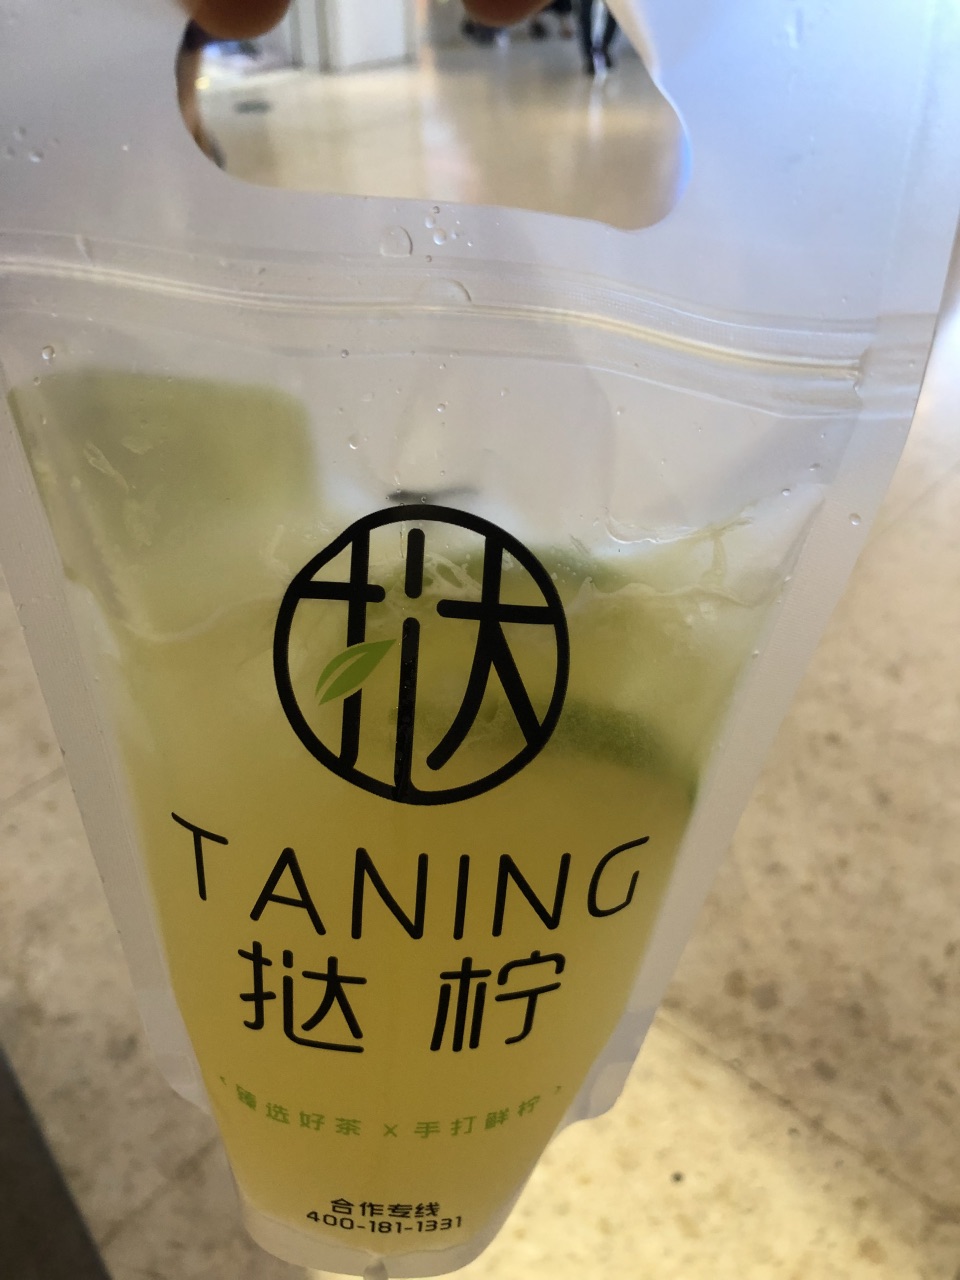 挞
TANING
挞柠
‘臻选好茶 X 手打鲜柠’
合作专线
400-181-1331